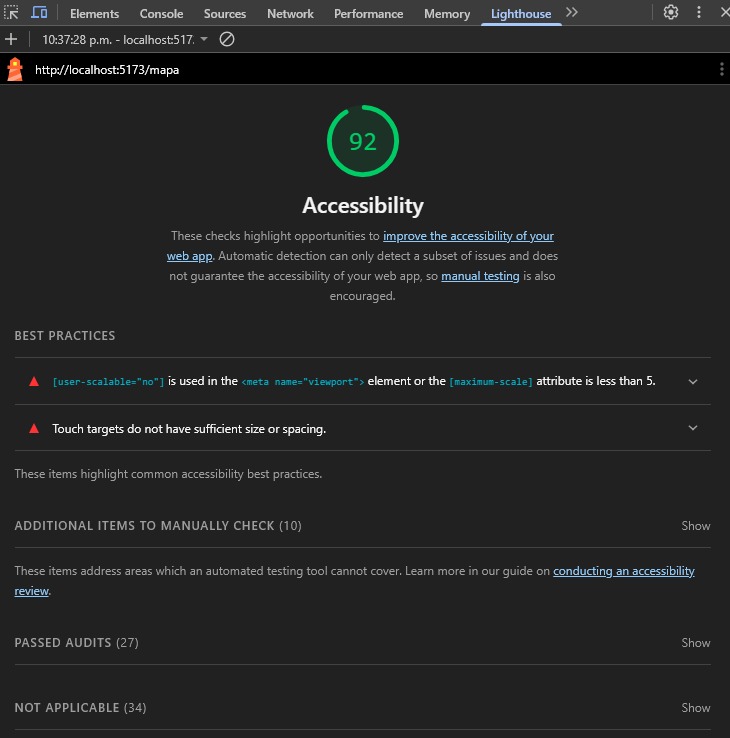 Elements Console Sources Network Performance Memory Lighthouse
10:37:28 p.m. - localhost:517.
http://localhost:5173/mapa
92
Accessibility
These checks highlight opportunities to improve the accessibility of your
web app. Automatic detection can only detect a subset of issues and does
not guarantee the accessibility of your web app, so manual testing is also
encouraged.
BEST PRACTICES
[user-scalable="no"] is used in the <meta name="viewport"> element or the [maximum-scale] attribute is less than 5.
Touch targets do not have sufficient size or spacing.
These items highlight common accessibility best practices.
ADDITIONAL ITEMS TO MANUALLY CHECK (10) Show
These items address areas which an automated testing tool cannot cover. Learn more in our guide on conducting an accessibility
review.
PASSED AUDITS (27) Show
NOT APPLICABLE (34) Show